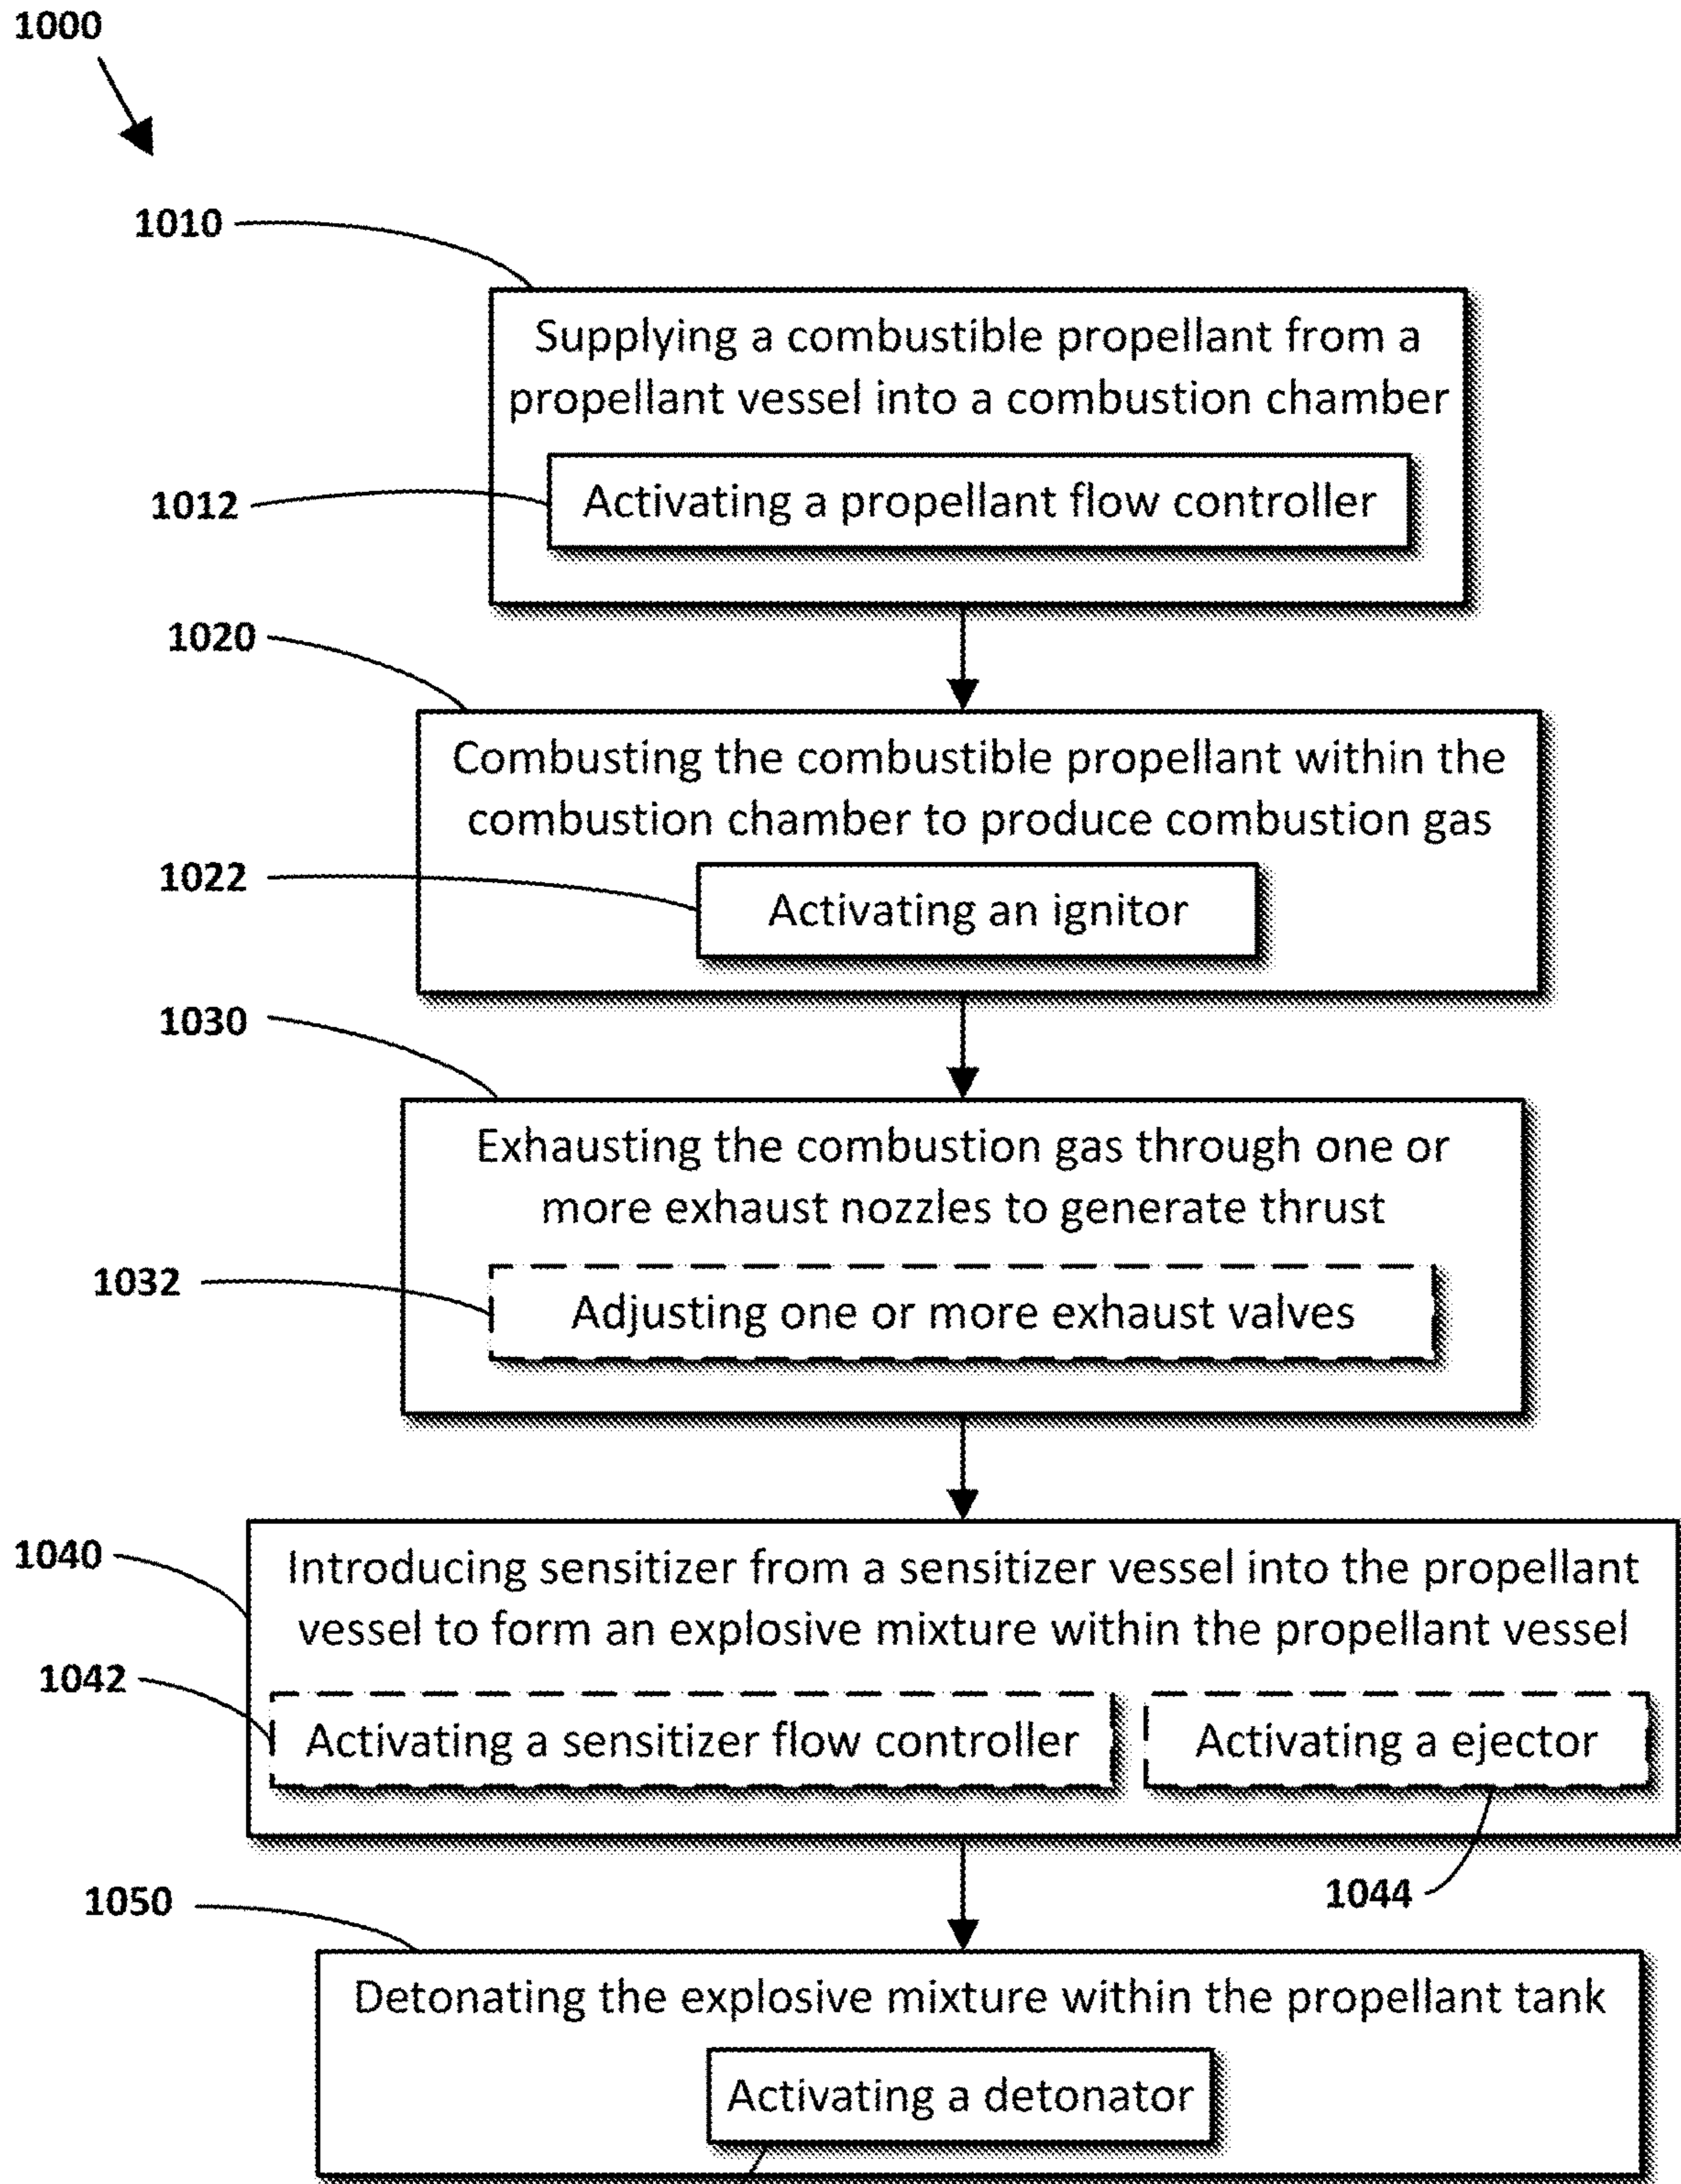 1000
1010
Supplying a combustible propellant from a
propellant vessel into a combustion chamber
1012
Activating a propellant flow controller
1020
Combusting the combustible propellant within the
combustion chamber to produce combustion gas
1022
Activating an ignitor
1030
Exhausting the combustion gas through one or
more exhaust nozzles to generate thrust
1032
Adjusting one or more exhaust valves
1040
Introducing sensitizer from a sensitizer vessel into the propellant
vessel to form an explosive mixture within the propellant vessel
1042
Activating a sensitizer flow controller
Activating a ejector
1044
1050
Detonating the explosive mixture within the propellant tank
Activating a detonator